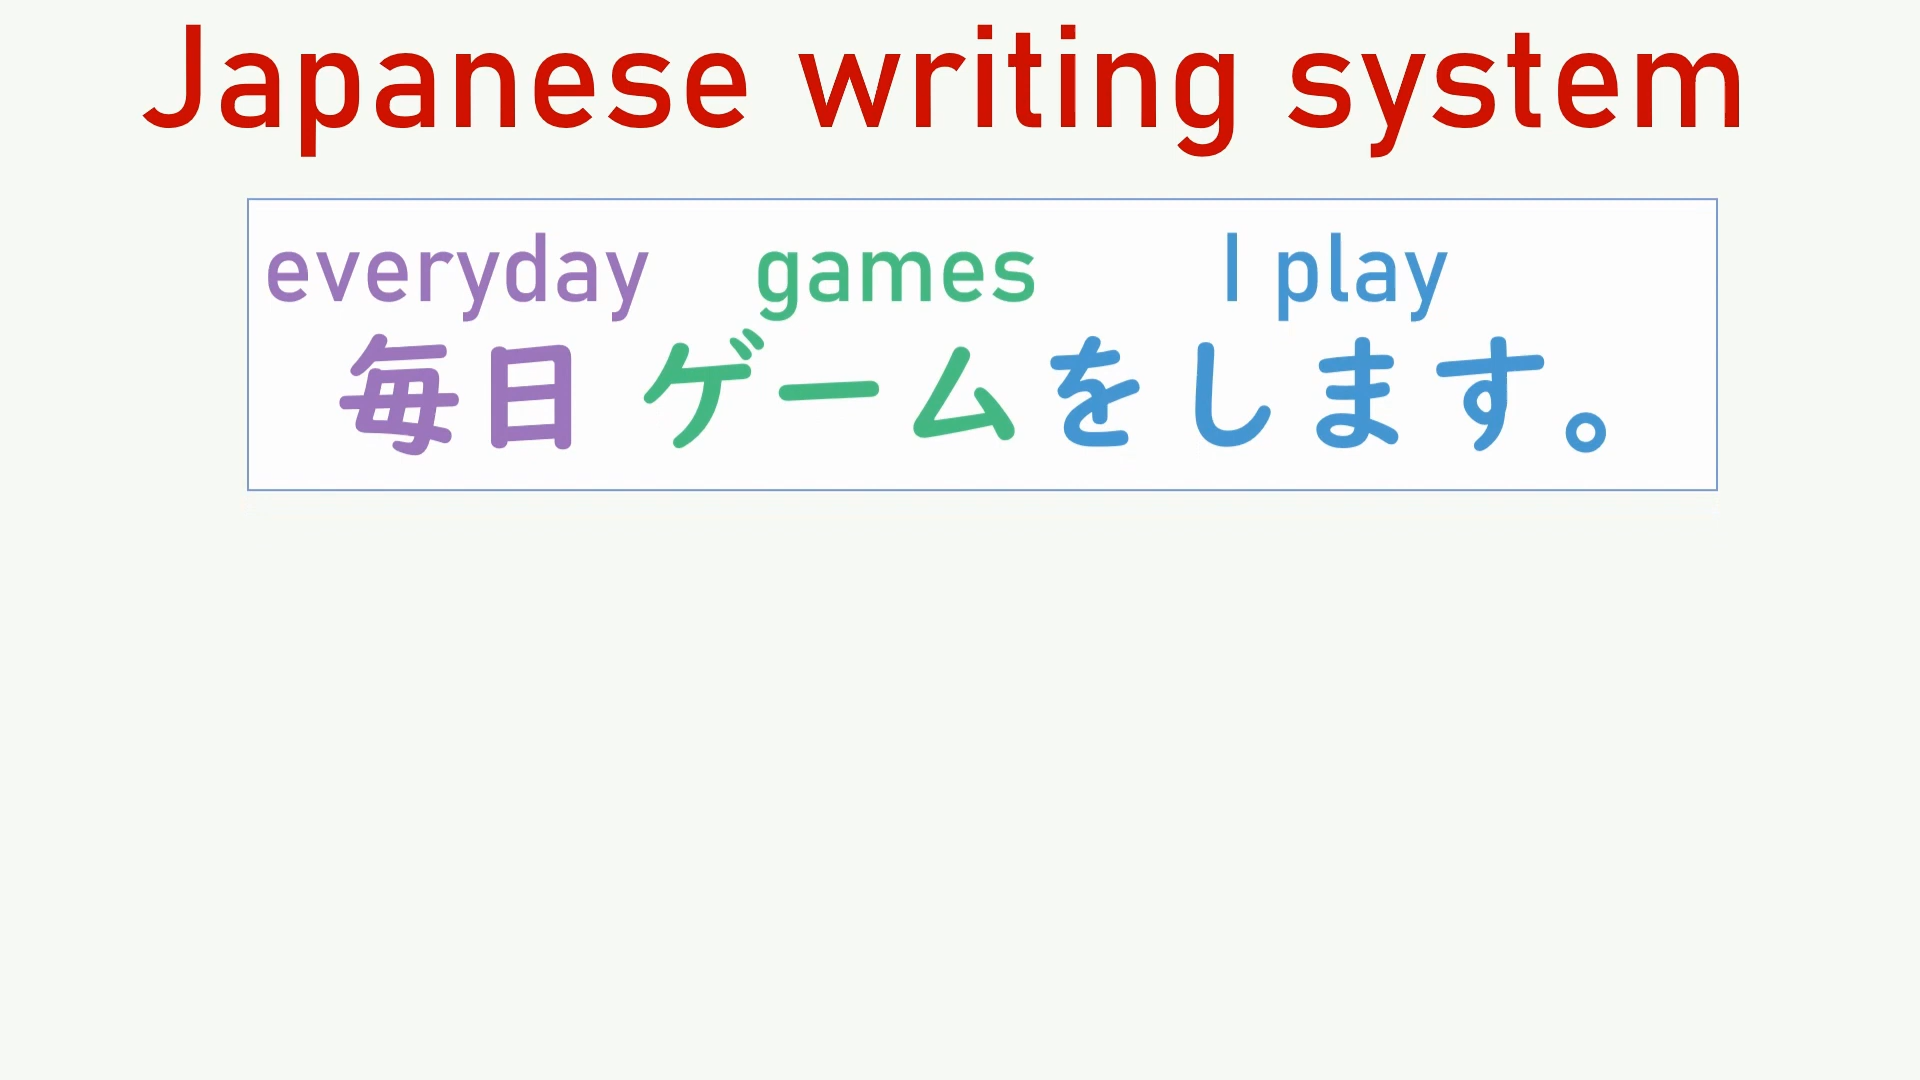 Japanese writing system
everyday games I play
毎日 ゲームをします。